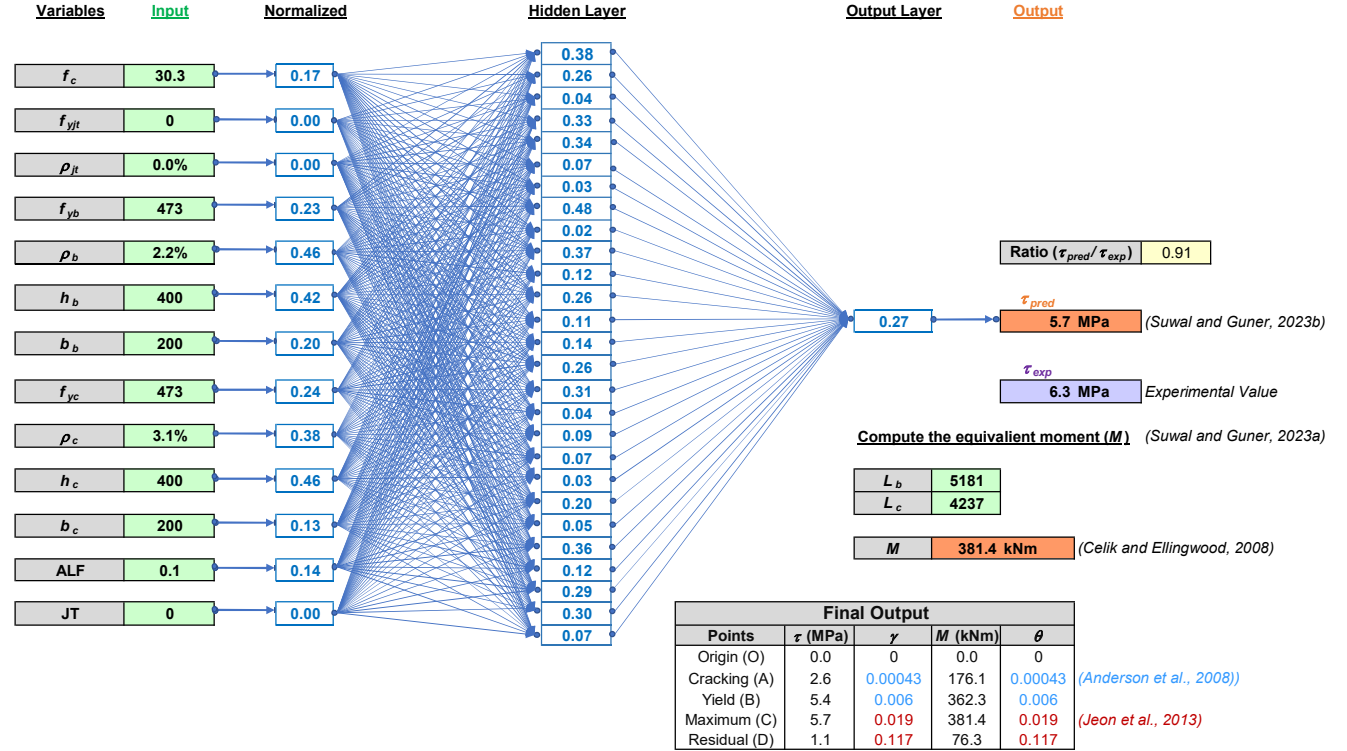 Variables Input Normalized Hidden Layer Output Layer Output
0.38
f c 30.3 0.17 0.26
0.04
f yjt 0 0.00 0.33
0.34
ρ jt 0.0% 0.00 0.07
0.03
f yb 473 0.23 0.48
0.02
ρ b 2.2% 0.46 0.37
Ratio (τ pred / τ exp) 0.91
0.12
h b 400 0.42 0.26
τ pred
0.11 0.27 5.7 MPa (Suwal and Guner, 2023b)
b b 200 0.20 0.14
0.26
τ exp
f yc 473 0.24 0.31 6.3 MPa Experimental Value
0.04
ρ c 3.1% 0.38 0.09
Compute the equivalient moment (M) (Suwal and Guner, 2023a)
0.07
h c 400 0.46 0.03
L b 5181
0.20
L c 4237
b c 200 0.13 0.05
0.36
M 381.4 kNm (Celik and Ellingwood, 2008)
ALF 0.1 0.14 0.12
0.29
JT 0 0.00 0.30
0.07
Final Output
Points τ (MPa) γ M (kNm) θ
Origin (O) 0.0 0 0.0 0
Cracking (A) 2.6 0.00043 176.1 0.00043 (Anderson et al., 2008))
Yield (B) 5.4 0.006 362.3 0.006
Maximum (C) 5.7 0.019 381.4 0.019 (Jeon et al., 2013)
Residual (D) 1.1 0.117 76.3 0.117